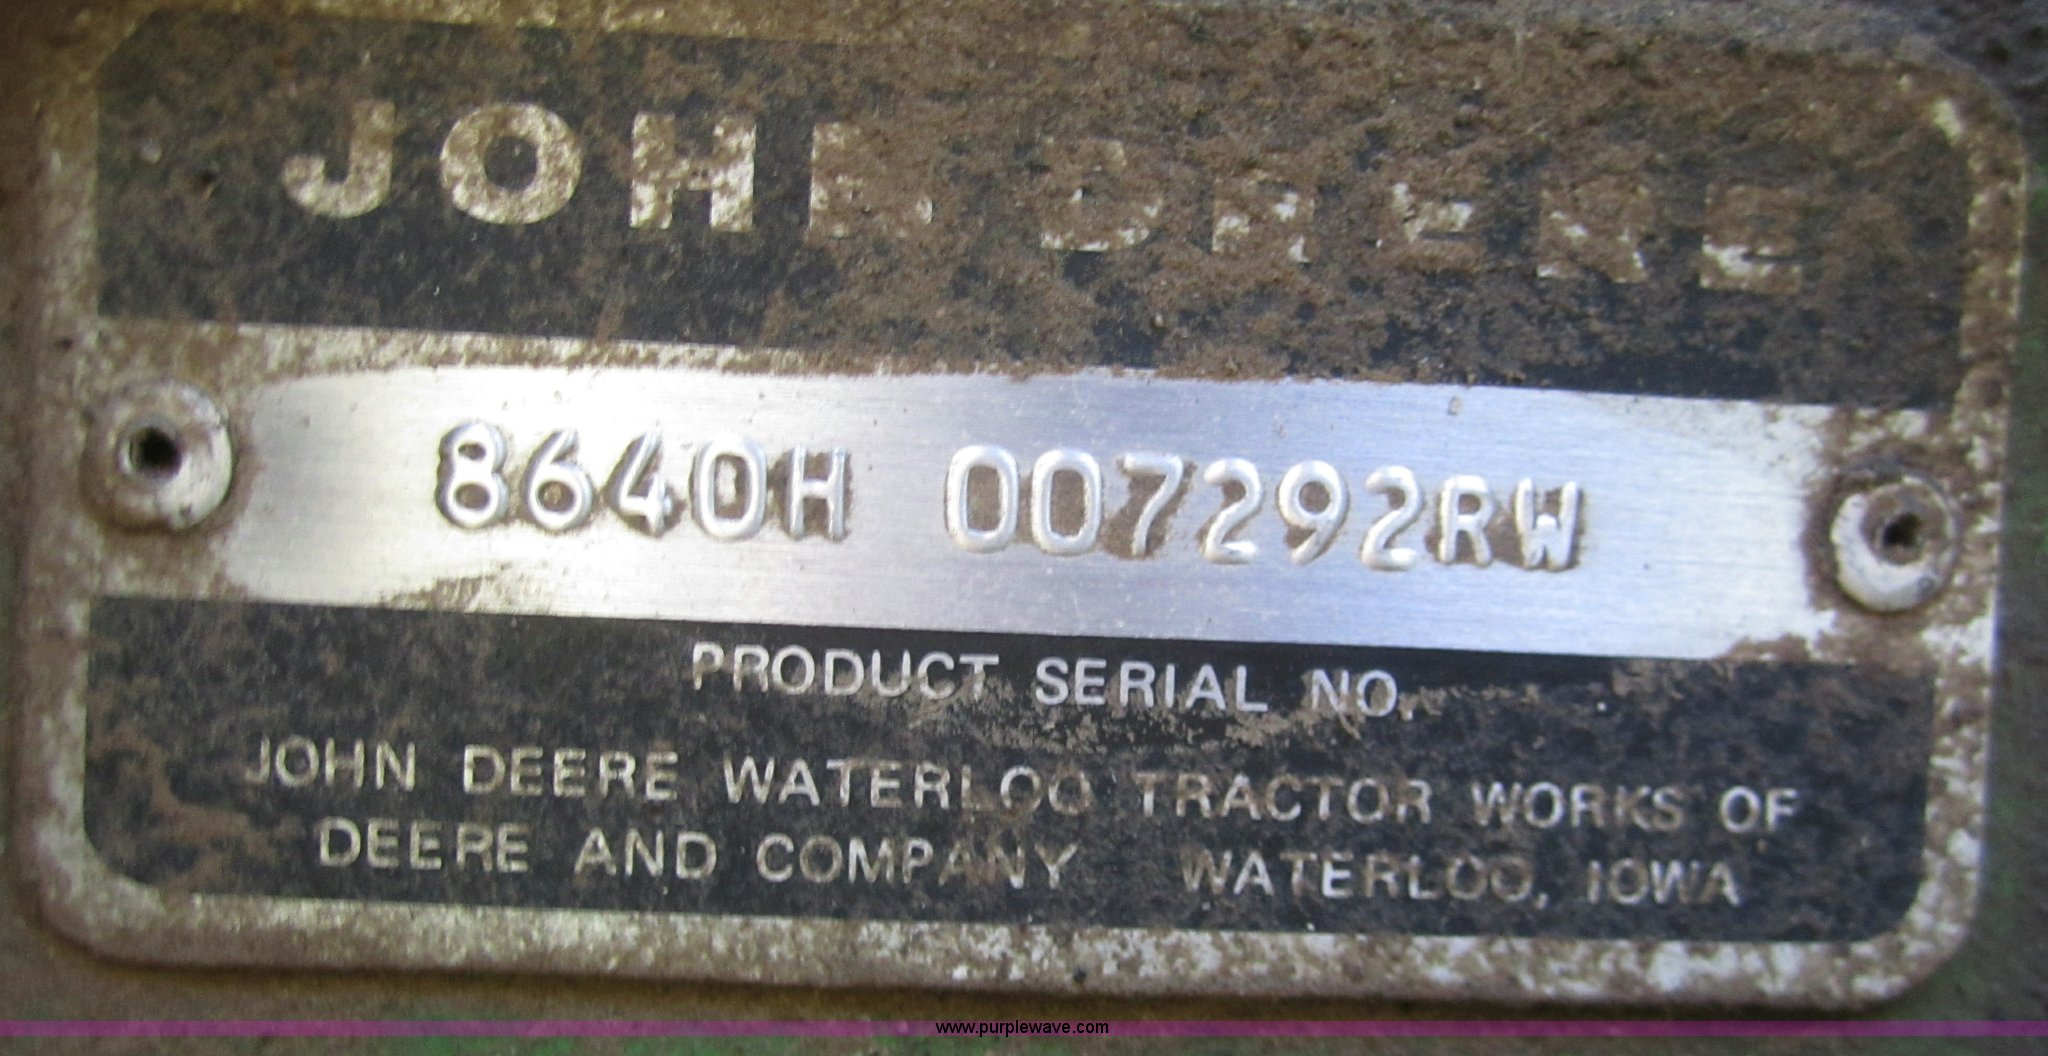 JOHN DEERE
8640H 007292RW
PRODUCT SERIAL NO.
JOHN DEERE WATERLOO TRACTOR WORKS OF
DEERE AND COMPANY WATERLOO, IOWA
www.purplewave.com